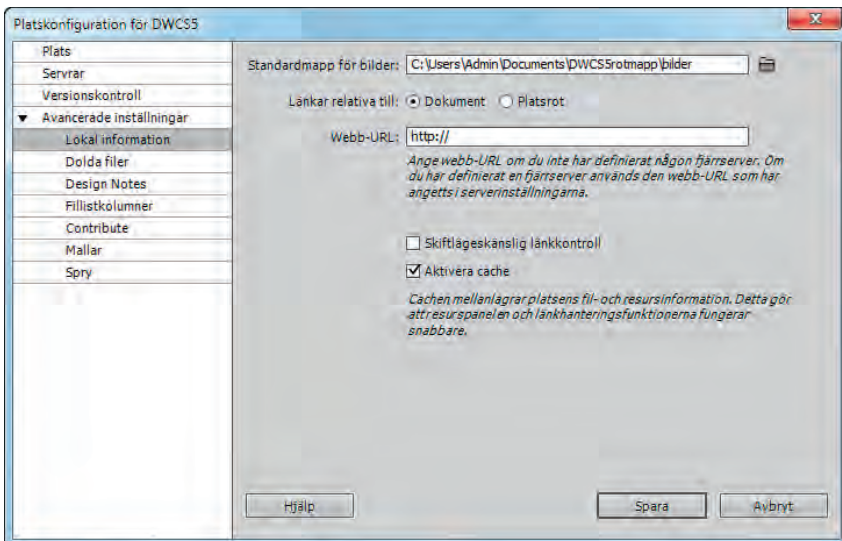 Platskonfiguration för DWCS5
Plats
Servrar
Versionskontroll
Avancerade inställningar
Lokal information
Dolda filer
Design Notes
Fillistkolumner
Contribute
Mallar
Spry
Standardmapp för bilder: C:\Users\Admin\Documents\DWCS5rotmapp\bilder
Länkar relativa till: Dokument Platsrot
Webb-URL: http://
Ange webb-URL om du inte har definierat någon fjärrserver. Om
du har definierat en fjärrserver används den webb-URL som har
angetts i serverinställningarna.
Skiftlägeskänslig länkkontroll
Aktivera cache
Cachen mellanlagrar platsens fil- och resursinformation. Detta gör
att resurspanelen och länkhanteringsfunktionerna fungerar
snabbare.
Hjälp Spara Avbryt